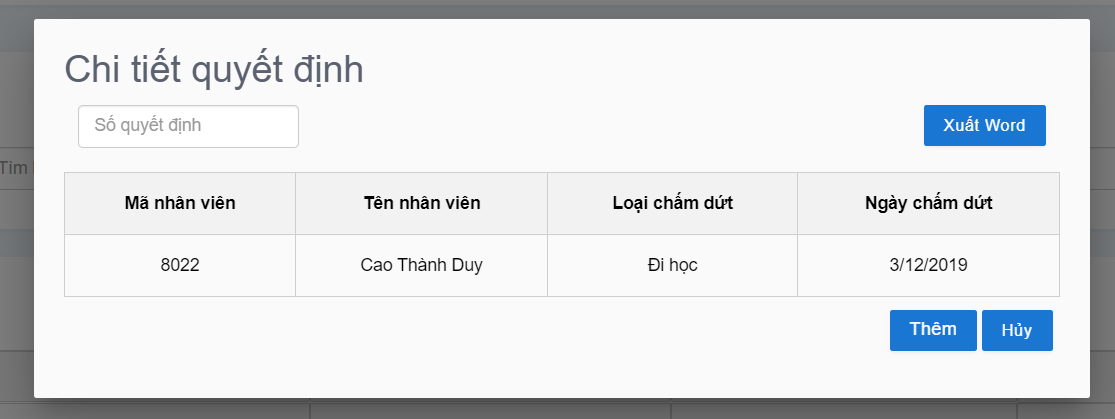 Chi tiết quyết định
Số quyết định
Xuất Word
Tìm
Mã nhân viên Tên nhân viên Loại chấm dứt Ngày chấm dứt
8022 Cao Thành Duy Đi học 3/12/2019
Thêm Hủy